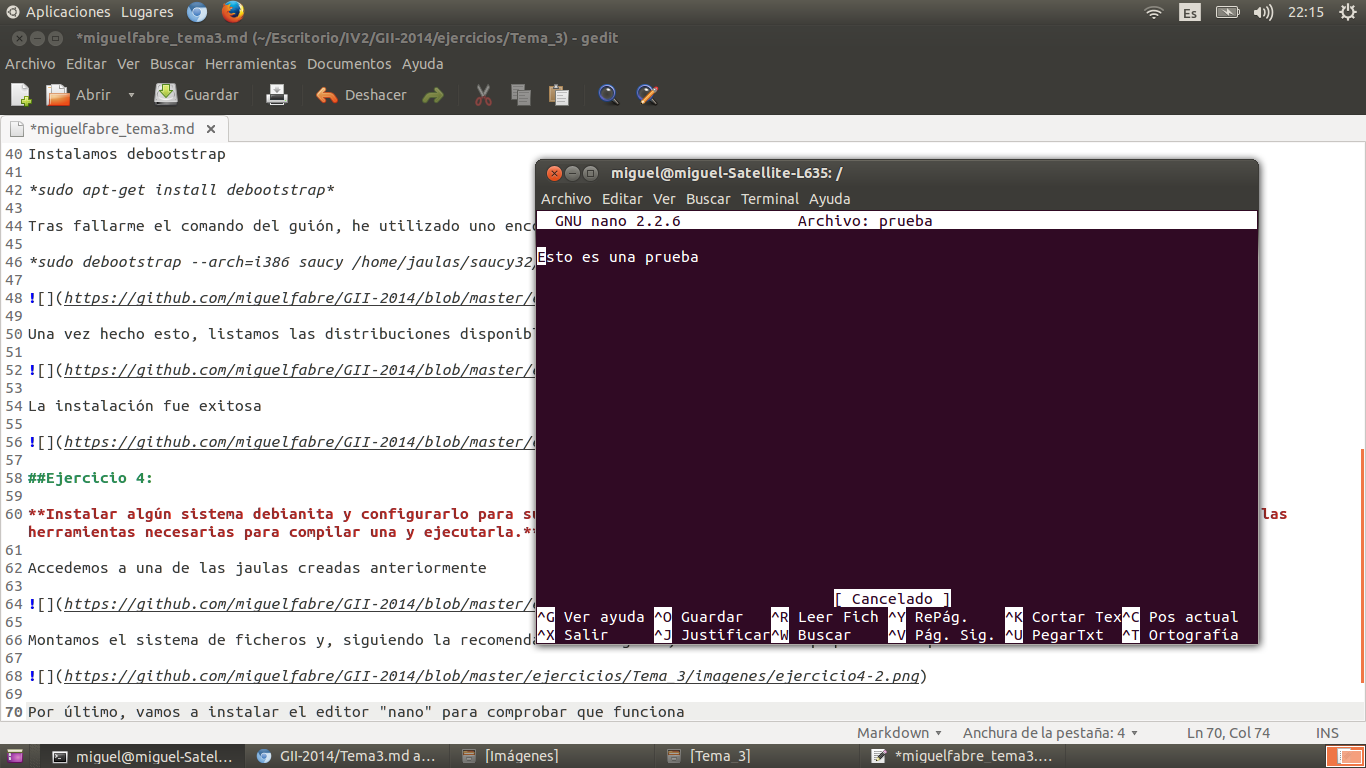 Aplicaciones Lugares Es 22:15
*miguelfabre_tema3.md (~/Escritorio/IV2/GII-2014/ejercicios/Tema_3) - gedit
Archivo Editar Ver Buscar Herramientas Documentos Ayuda
Abrir Guardar Deshacer
*miguelfabre_tema3.md
40 Instalamos debootstrap
41
42 *sudo apt-get install debootstrap*
43
44 Tras fallarme el comando del guión, he utilizado uno
45
46 *sudo debootstrap --arch=i386 saucy /home/jaulas/saucy32/
47
48 ![](https://github.com/miguelfabre/GII-2014/blob/master/
49
50 Una vez hecho esto, listamos las distribuciones
51
52 ![](https://github.com/miguelfabre/GII-2014/blob/master/
53
54 La instalación fue exitosa
55
56 ![](https://github.com/miguelfabre/GII-2014/blob/master/
57
58 ##Ejercicio 4:
59
60 **Instalar algún sistema debianita y configurarlo para las
herramientas necesarias para compilar una y ejecutarla.**
61
62 Accedemos a una de las jaulas creadas anteriormente
63
64 ![](https://github.com/miguelfabre/GII-2014/blob/master/
65
66 Montamos el sistema de ficheros y, siguiendo la
67
68 ![](https://github.com/miguelfabre/GII-2014/blob/master/ejercicios/Tema_3/imagenes/ejercicio4-2.png)
69
70 Por último, vamos a instalar el editor "nano" para comprobar que funciona
miguel@miguel-Satellite-L635: /
Archivo Editar Ver Buscar Terminal Ayuda
GNU nano 2.2.6 Archivo: prueba
Esto es una prueba
[ Cancelado ]
^G Ver ayuda ^O Guardar ^R Leer Fich ^Y RePág. ^K Cortar Tex ^C Pos actual
^X Salir ^J Justificar ^W Buscar ^V Pág. Sig. ^U PegarTxt ^T Ortografía
Markdown Anchura de la pestaña: 4 Ln 70, Col 74 INS
miguel@miguel-Satel... GII-2014/Tema3.md a... [Imágenes] [Tema_3] *miguelfabre_tema3....